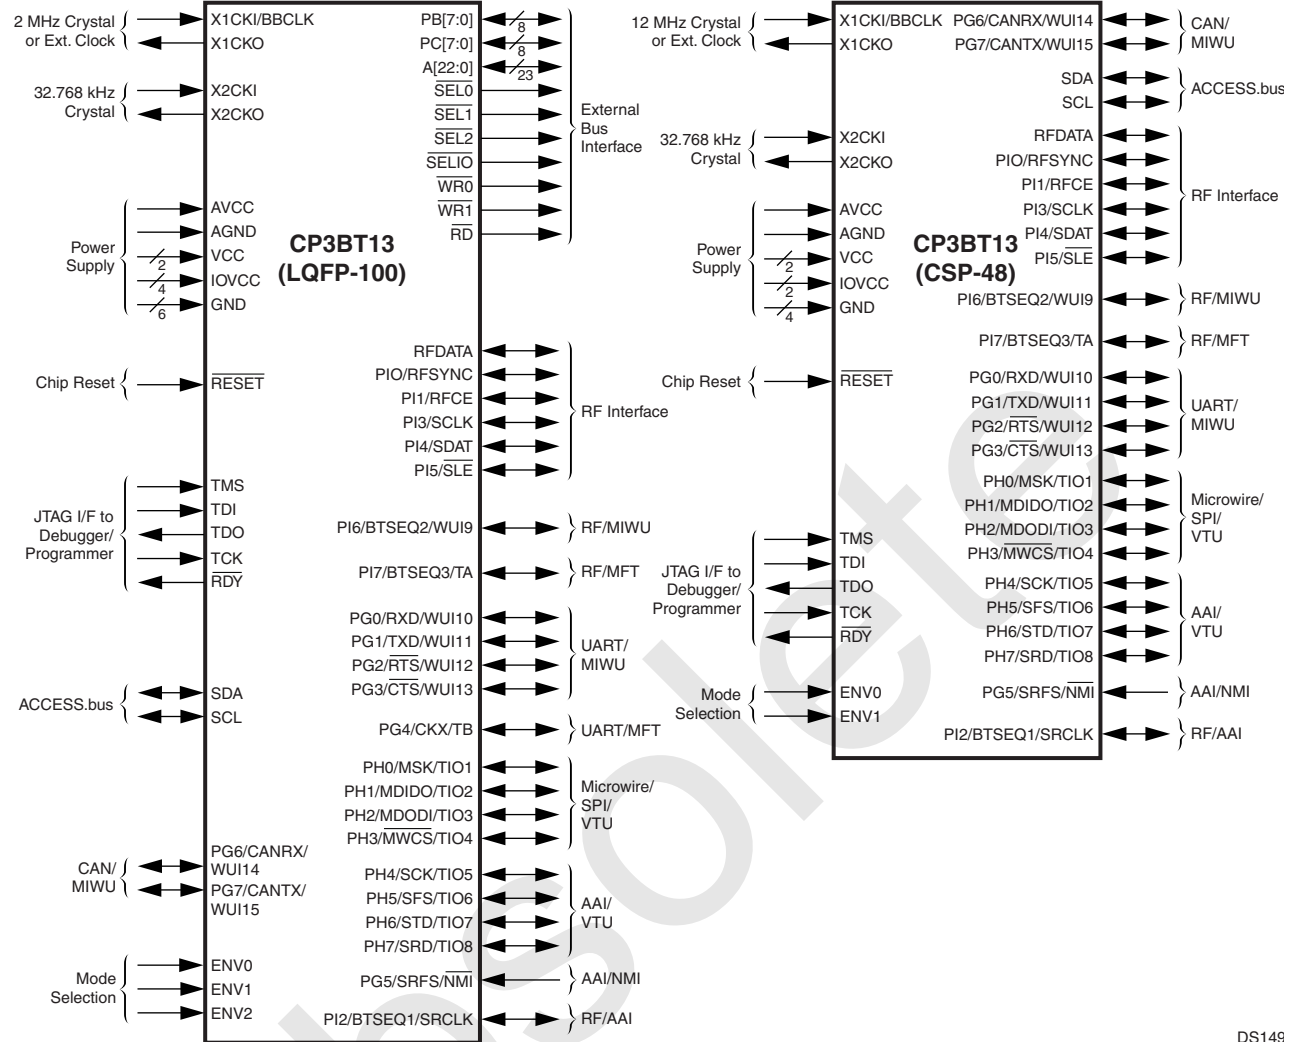 2 MHz Crystal
or Ext. Clock
X1CKI/BBCLK
X1CKO
32.768 kHz
Crystal
X2CKI
X2CKO
Power
Supply
AVCC
AGND
VCC
2
IOVCC
4
GND
6
CP3BT13
(LQFP-100)
Chip Reset
RESET
JTAG I/F to
Debugger/
Programmer
TMS
TDI
TDO
TCK
RDY
ACCESS.bus
SDA
SCL
CAN/
MIWU
PG6/CANRX/
WUI14
PG7/CANTX/
WUI15
Mode
Selection
ENV0
ENV1
ENV2
PB[7:0]
8
PC[7:0]
8
A[22:0]
23
SEL0
SEL1
SEL2
SELIO
WR0
WR1
RD
External
Bus
Interface
RFDATA
PIO/RFSYNC
PI1/RFCE
PI3/SCLK
PI4/SDAT
PI5/SLE
RF Interface
PI6/BTSEQ2/WUI9
RF/MIWU
PI7/BTSEQ3/TA
RF/MFT
PG0/RXD/WUI10
PG1/TXD/WUI11
PG2/RTS/WUI12
PG3/CTS/WUI13
UART/
MIWU
PG4/CKX/TB
UART/MFT
PH0/MSK/TIO1
PH1/MDIDO/TIO2
PH2/MDODI/TIO3
PH3/MWCS/TIO4
Microwire/
SPI/
VTU
PH4/SCK/TIO5
PH5/SFS/TIO6
PH6/STD/TIO7
PH7/SRD/TIO8
AAI/
VTU
PG5/SRFS/NMI
AAI/NMI
PI2/BTSEQ1/SRCLK
RF/AAI
12 MHz Crystal
or Ext. Clock
X1CKI/BBCLK
X1CKO
32.768 kHz
Crystal
X2CKI
X2CKO
Power
Supply
AVCC
AGND
VCC
2
IOVCC
2
GND
4
CP3BT13
(CSP-48)
Chip Reset
RESET
JTAG I/F to
Debugger/
Programmer
TMS
TDI
TDO
TCK
RDY
Mode
Selection
ENV0
ENV1
PG6/CANRX/WUI14
PG7/CANTX/WUI15
CAN/
MIWU
SDA
SCL
ACCESS.bus
RFDATA
PIO/RFSYNC
PI1/RFCE
PI3/SCLK
PI4/SDAT
PI5/SLE
RF Interface
PI6/BTSEQ2/WUI9
RF/MIWU
PI7/BTSEQ3/TA
RF/MFT
PG0/RXD/WUI10
PG1/TXD/WUI11
PG2/RTS/WUI12
PG3/CTS/WUI13
UART/
MIWU
PH0/MSK/TIO1
PH1/MDIDO/TIO2
PH2/MDODI/TIO3
PH3/MWCS/TIO4
Microwire/
SPI/
VTU
PH4/SCK/TIO5
PH5/SFS/TIO6
PH6/STD/TIO7
PH7/SRD/TIO8
AAI/
VTU
PG5/SRFS/NMI
AAI/NMI
PI2/BTSEQ1/SRCLK
RF/AAI
DS149